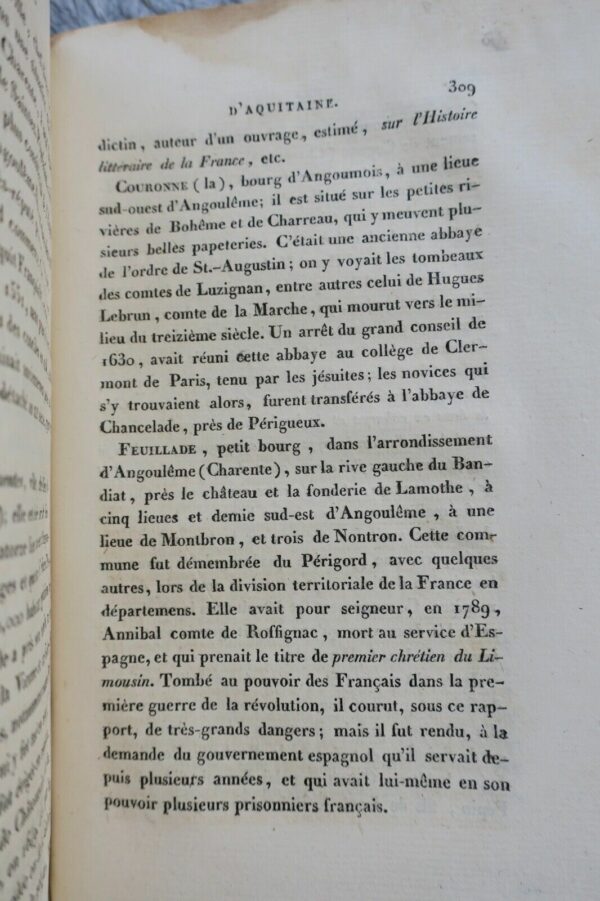 D'AQUITAINE. 309
dictin, auteur d'un ouvrage, estimé, sur l'Histoire
littéraire de la France, etc.
COURONNE (la), bourg d'Angoumois, à une lieue
sud-ouest d'Angoulême; il est situé sur les petites ri-
vières de Bohême et de Charreau, qui y meuvent plu-
sieurs belles papeteries. C'était une ancienne abbaye
de l'ordre de St.-Augustin; on y voyait les tombeaux
des comtes de Luzignan, entre autres celui de Hugues
Lebrun, comte de la Marche, qui mourut vers le mi-
lieu du treizième siècle. Un arrêt du grand conseil de
1630, avait réuni cette abbaye au collège de Cler-
mont de Paris, tenu par les jésuites; les novices qui
s'y trouvaient alors, furent transférés à l'abbaye de
Chancelade, près de Périgueux.
FEUILLADE, petit bourg, dans l'arrondissement
d'Angoulême (Charente), sur la rive gauche du Ban-
diat, près le château et la fonderie de Lamothe, à
cinq lieues et demie sud-est d'Angoulême, à une
lieue de Montbron, et trois de Nontron. Cette com-
mune fut démembrée du Périgord, avec quelques
autres, lors de la division territoriale de la France en
départemens. Elle avait pour seigneur, en 1789,
Annibal comte de Roffignac, mort au service d'Es-
pagne, et qui prenait le titre de premier chrétien du Li-
mousin. Tombé au pouvoir des Français dans la pre-
mière guerre de la révolution, il courut, sous ce rap-
port, de très-grands dangers; mais il fut rendu, à la
demande du gouvernement espagnol qu'il servait de-
puis plusieurs années, et qui avait lui-même en son
pouvoir plusieurs prisonniers français.